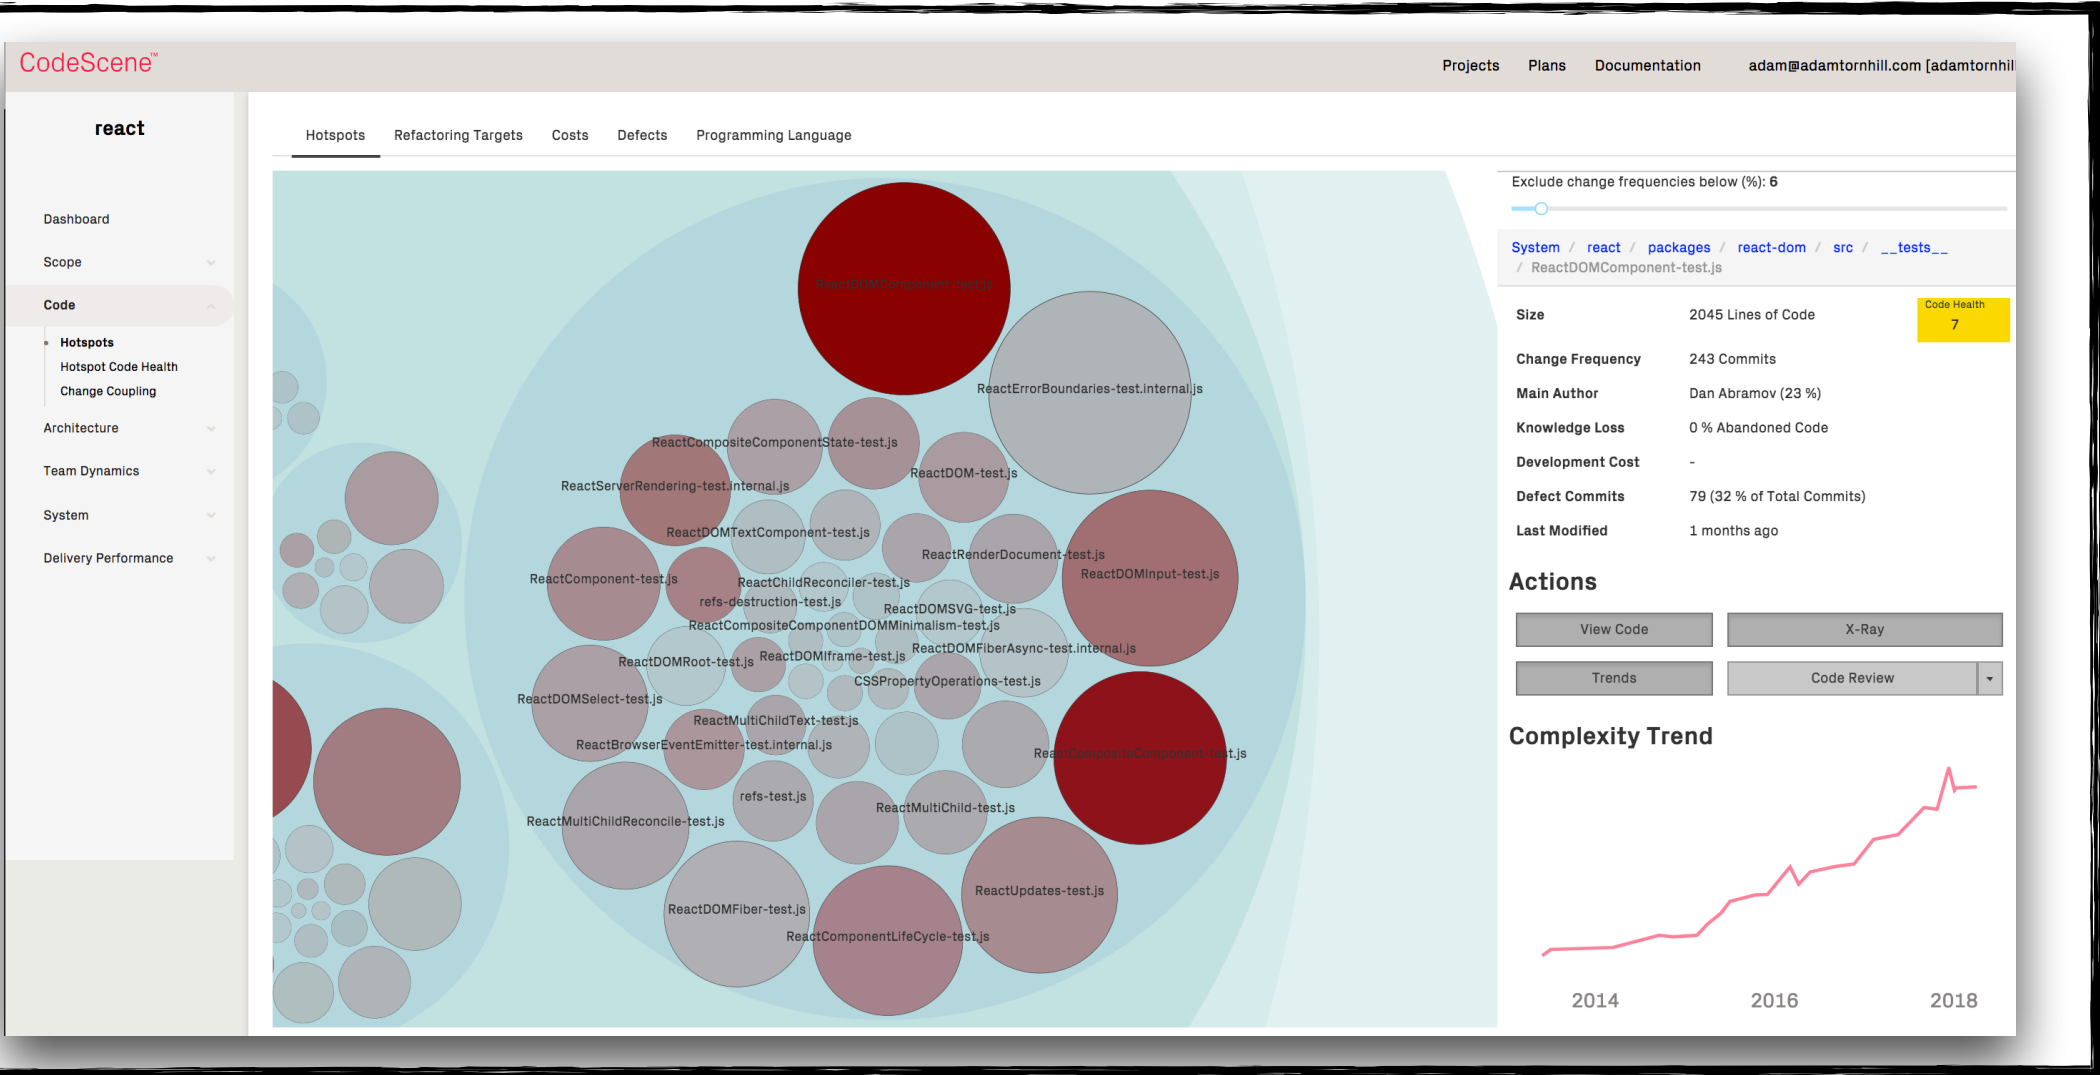 CodeScene™
Projects Plans Documentation adam@adamtornhill.com [adamtornhil
react
Dashboard
Scope
Code
Hotspots
Hotspot Code Health
Change Coupling
Architecture
Team Dynamics
System
Delivery Performance
Hotspots Refactoring Targets Costs Defects Programming Language
ReactDOMComponent-test.js
ReactErrorBoundaries-test.internal.js
ReactCompositeComponentState-test.js
ReactDOM-test.js
ReactServerRendering-test.internal.js
ReactDOMTextComponent-test.js
ReactRenderDocument-test.js
ReactDOMInput-test.js
ReactComponent-test.js
ReactChildReconciler-test.js
refs-destruction-test.js
ReactDOMSVG-test.js
ReactCompositeComponentDOMMinimalism-test.js
ReactDOMFiberAsync-test.internal.js
ReactDOMRoot-test.js
ReactDOMIframe-test.js
CSSPropertyOperations-test.js
ReactDOMSelect-test.js
ReactMultiChildText-test.js
ReactBrowserEventEmitter-test.internal.js
ReactCompositeComponent-test.js
refs-test.js
ReactMultiChild-test.js
ReactMultiChildReconcile-test.js
ReactUpdates-test.js
ReactDOMFiber-test.js
ReactComponentLifeCycle-test.js
Exclude change frequencies below (%): 6
System / react / packages / react-dom / src / __tests__
/ ReactDOMComponent-test.js
Size 2045 Lines of Code
Code Health
7
Change Frequency 243 Commits
Main Author Dan Abramov (23 %)
Knowledge Loss 0 % Abandoned Code
Development Cost -
Defect Commits 79 (32 % of Total Commits)
Last Modified 1 months ago
Actions
View Code X-Ray
Trends Code Review
Complexity Trend
2014 2016 2018